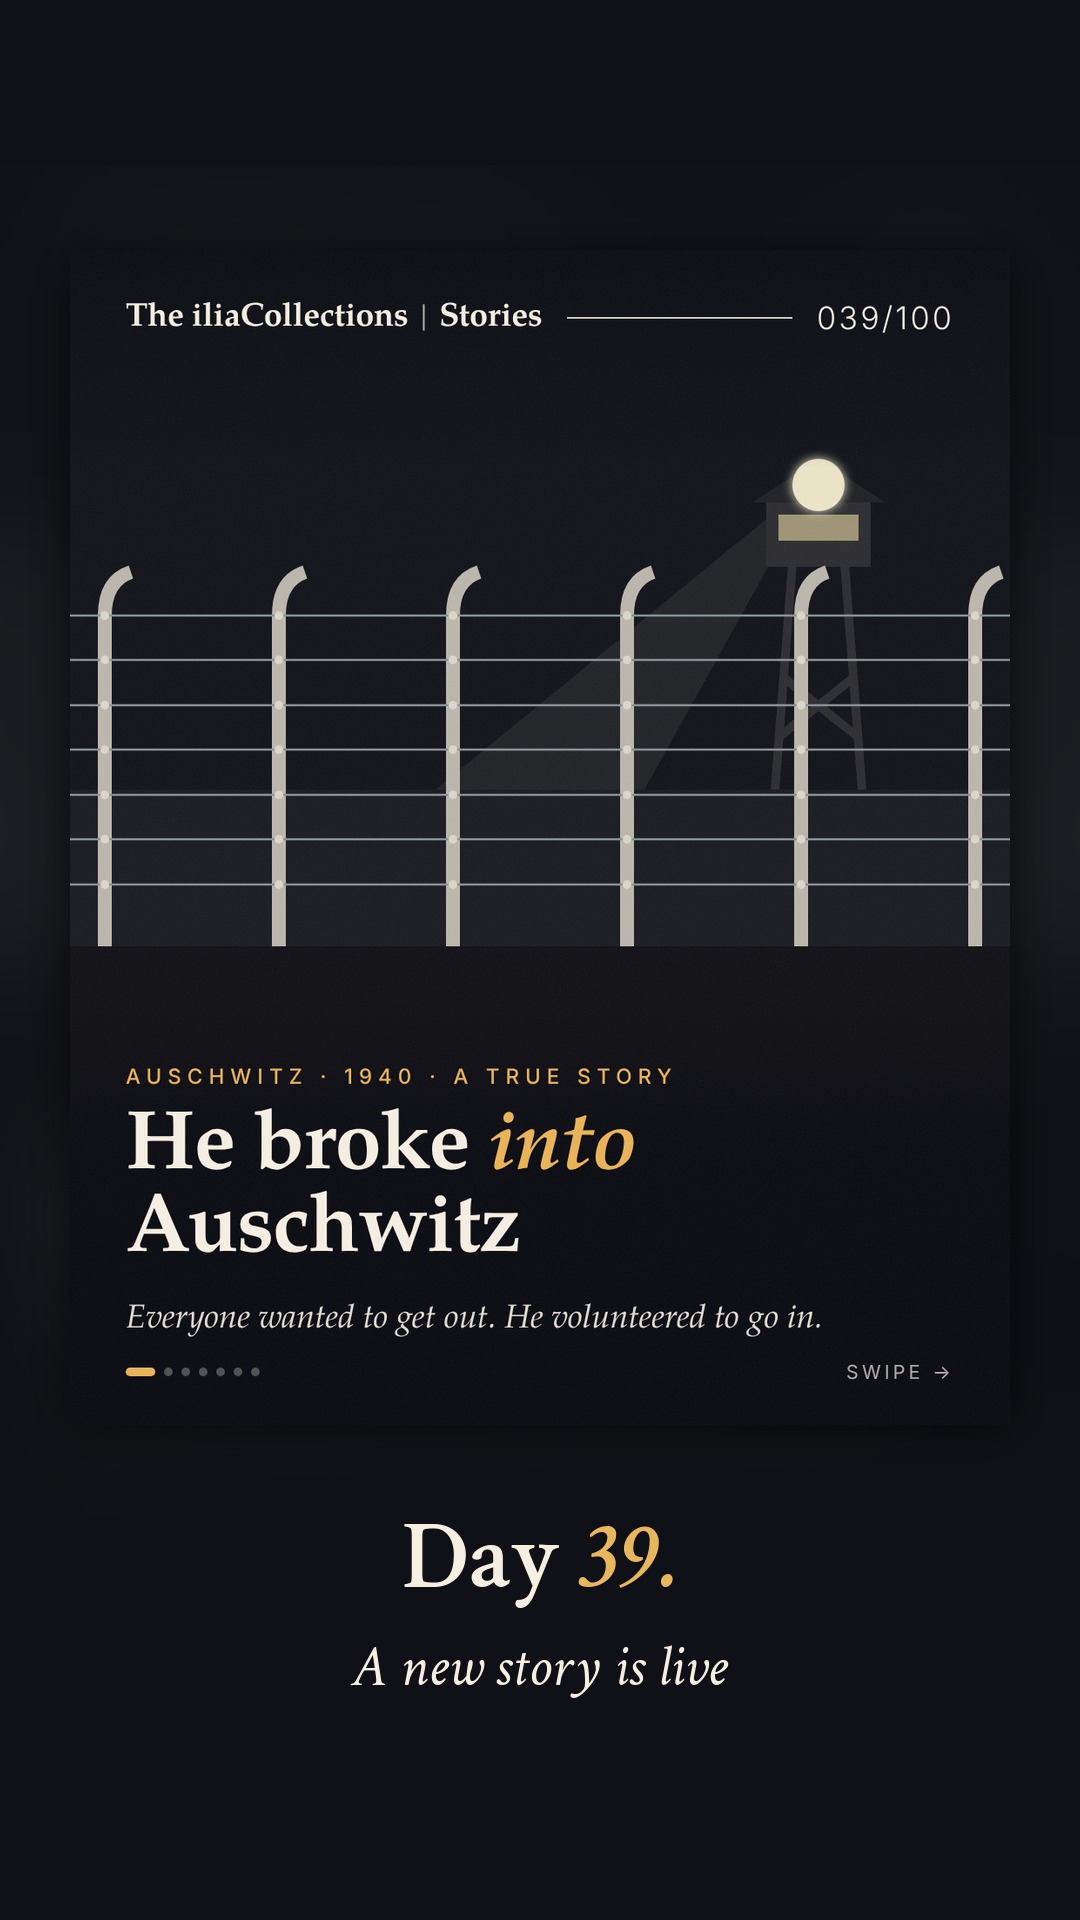 The iliaCollections | Stories
039/100
AUSCHWITZ · 1940 · A TRUE STORY
He broke into
Auschwitz
Everyone wanted to get out. He volunteered to go in.
SWIPE →
Day 39.
A new story is live